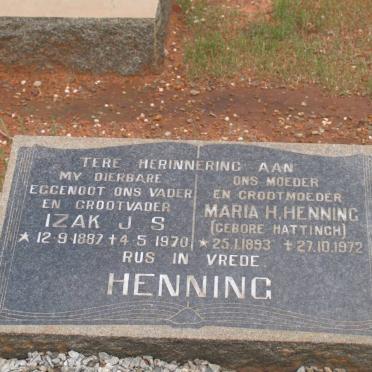 TERE HERINNERING AAN
MY DIERBARE
EGGENOOT ONS VADER
EN GROOTVADER
IZAK J S
☆ 12·9·1887 + 4·5·1970
ONS MOEDER
EN GROOTMOEDER
MARIA H. HENNING
(GEBORE HATTINGH)
☆ 25.1.1893 + 27.10.1972
RUS IN VREDE
HENNING